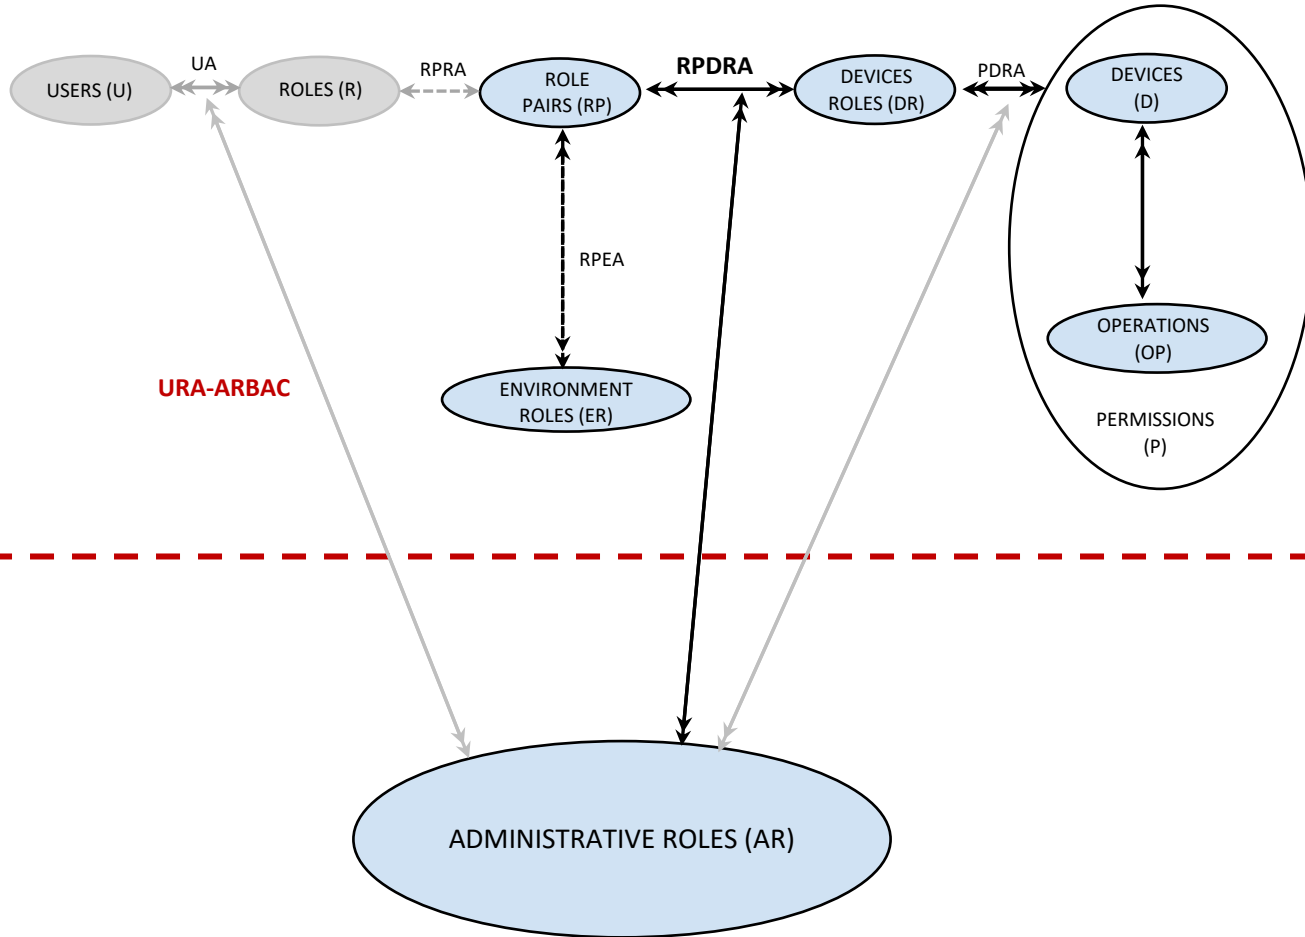 USERS (U)
UA
ROLES (R)
RPRA
ROLE
PAIRS (RP)
RPDRA
DEVICES
ROLES (DR)
PDRA
DEVICES
(D)
RPEA
OPERATIONS
(OP)
URA-ARBAC
ENVIRONMENT
ROLES (ER)
PERMISSIONS
(P)
ADMINISTRATIVE ROLES (AR)